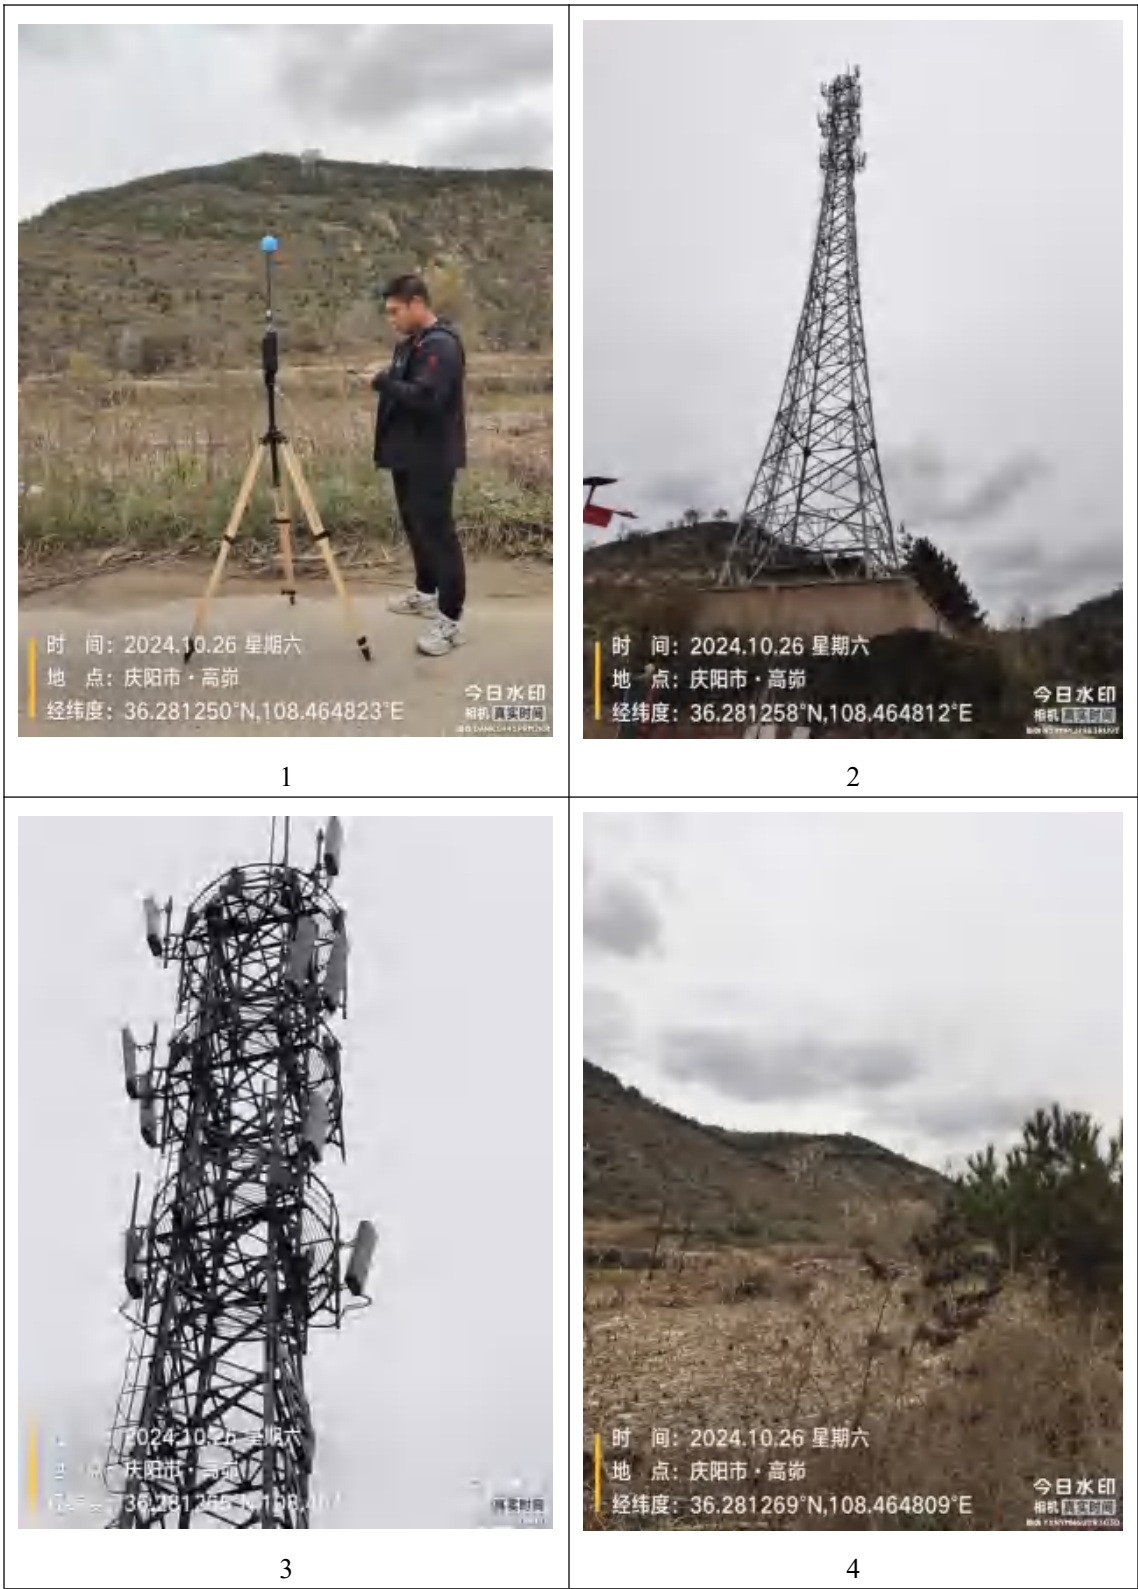 时 间：2024.10.26 星期六
地 点：庆阳市·高峁
经纬度：36.281250°N,108.464823°E
今日水印
相机 真实时间
1
时 间：2024.10.26 星期六
地 点：庆阳市·高峁
经纬度：36.281258°N,108.464812°E
今日水印
相机 真实时间
2
2024.10.26 星期六
庆阳市·高峁
真实时间
3
时 间：2024.10.26 星期六
地 点：庆阳市·高峁
经纬度：36.281269°N,108.464809°E
今日水印
相机 真实时间
4